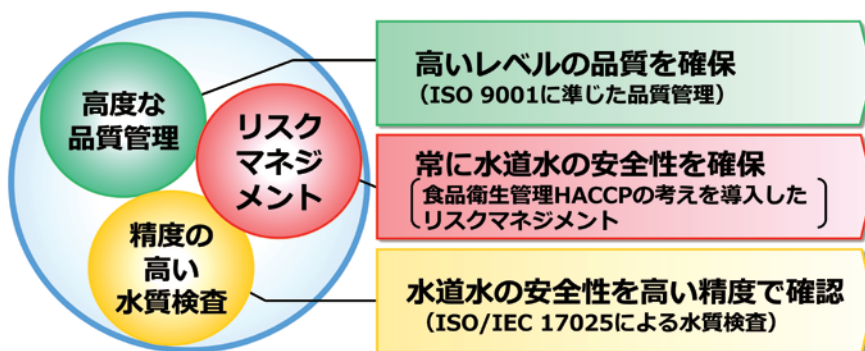 高度な
品質管理
リスク
マネジ
メント
精度の
高い
水質検査
高いレベルの品質を確保
（ISO 9001に準じた品質管理）
常に水道水の安全性を確保
食品衛生管理HACCPの考えを導入した
リスクマネジメント
水道水の安全性を高い精度で確認
（ISO/IEC 17025による水質検査）